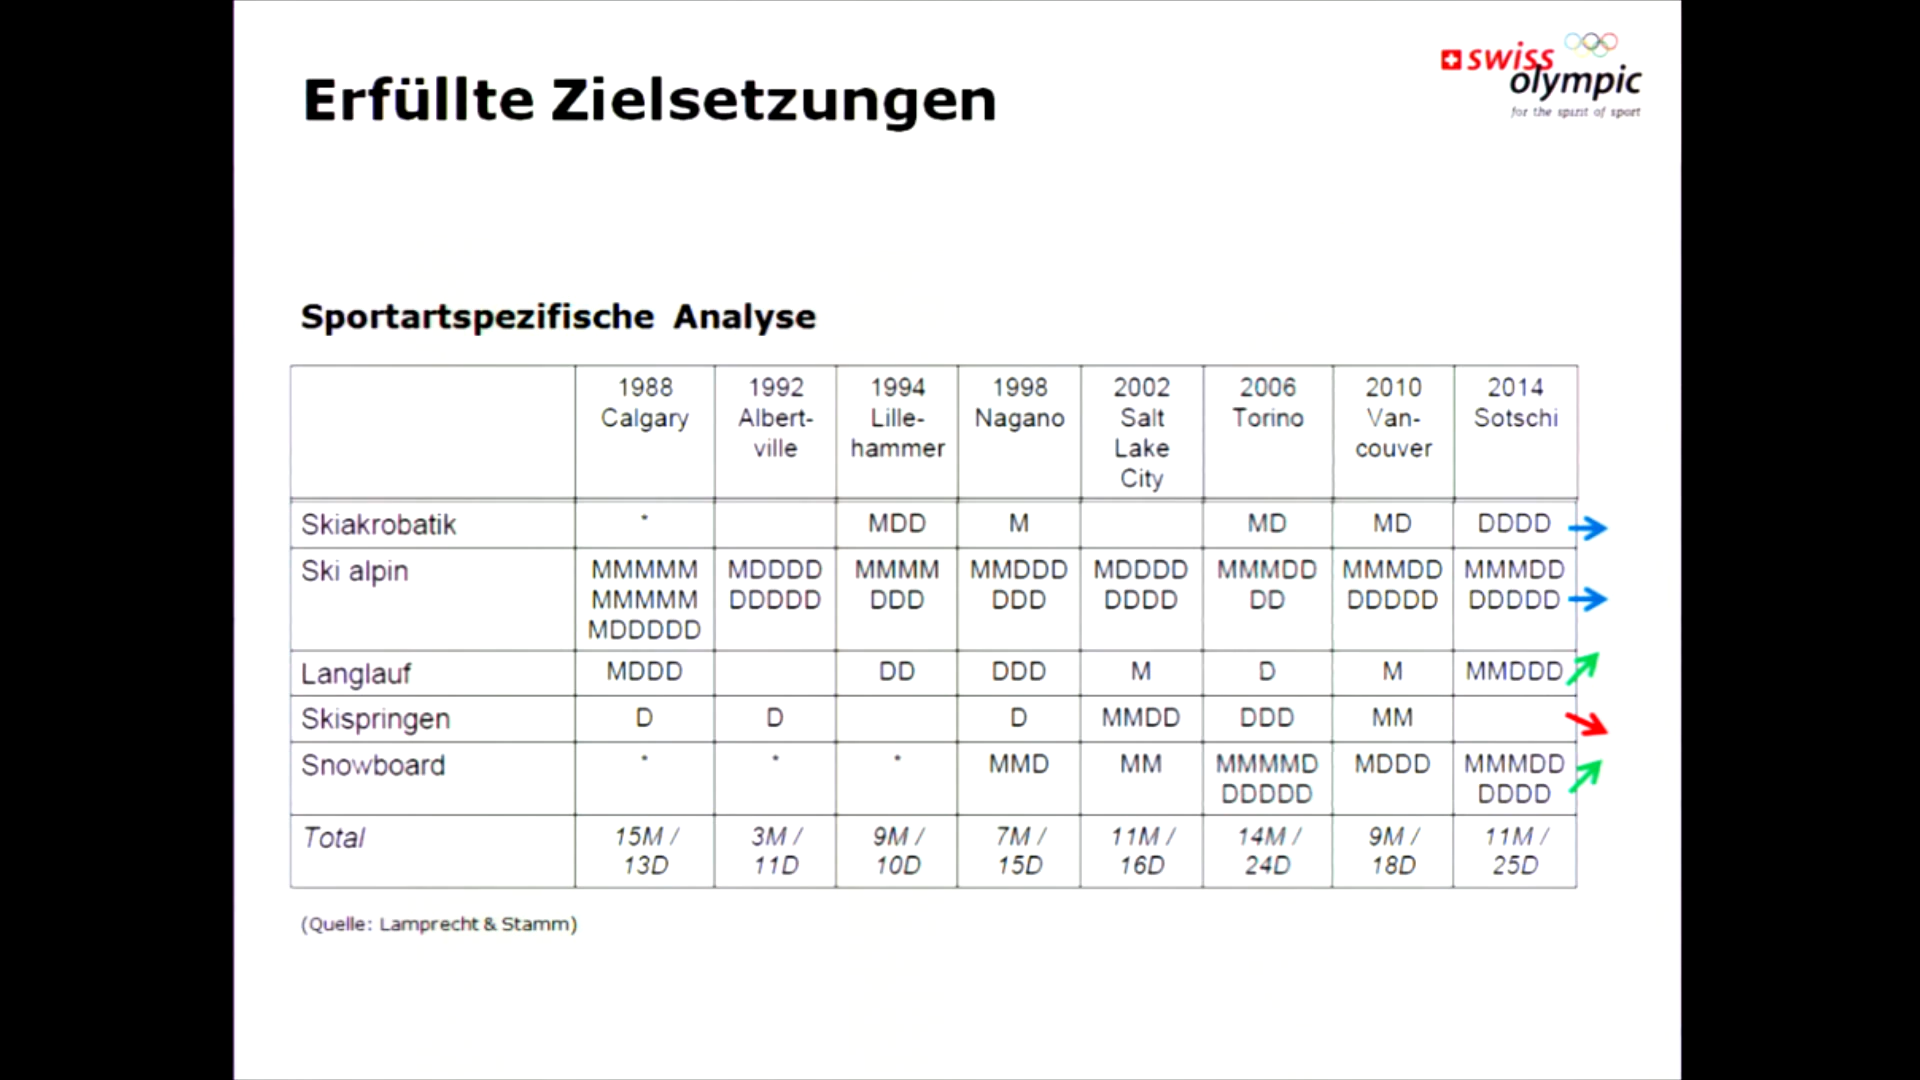 swiss
olympic
for the spirit of sport
Erfüllte Zielsetzungen
Sportartspezifische Analyse
1988 Calgary
1992 Albert-ville
1994 Lille-hammer
1998 Nagano
2002 Salt Lake City
2006 Torino
2010 Van-couver
2014 Sotschi
Skiakrobatik * MDD M MD MD DDDD
Ski alpin MMMMM MDDDD MMMM MMDDD MDDDD MMMDD MMMDD MMMDD
MMMMM DDDDD DDD DDD DDDD DD DDDDD DDDDD
MDDDDD
Langlauf MDDD DD DDD M D M MMDDD
Skispringen D D D MMDD DDD MM
Snowboard * * * MMD MM MMMMD MDDD MMMDD
DDDDD DDDD
Total 15M / 3M / 9M / 7M / 11M / 14M / 9M / 11M /
13D 11D 10D 15D 16D 24D 18D 25D
(Quelle: Lamprecht & Stamm)